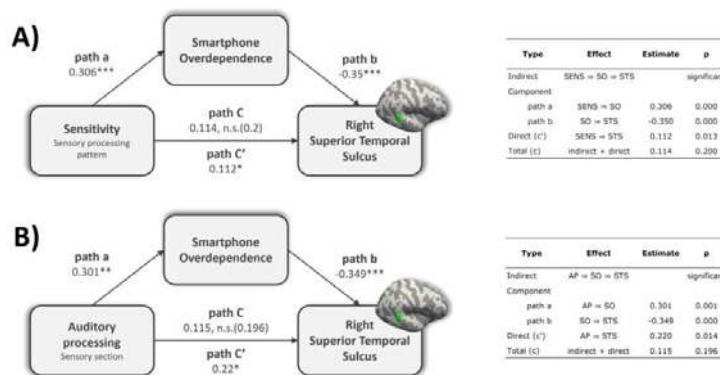 A)
Smartphone
Overdependence
path a
0.306***
path b
-0.35***
path C
0.114, n.s.(0.2)
Sensitivity
Sensory processing
pattern
path C'
0.112*
Right
Superior Temporal
Sulcus
Type Effect Estimate p
Indirect SENS ⇒ SO ⇒ STS significan
Component
path a SENS ⇒ SO 0.306 0.000
path b SO ⇒ STS -0.350 0.000
Direct (c') SENS ⇒ STS 0.112 0.013
Total (c) indirect + direct 0.114 0.200
B)
Smartphone
Overdependence
path a
0.301**
path b
-0.349***
path C
0.115, n.s.(0.196)
Auditory
processing
Sensory section
path C'
0.22*
Right
Superior Temporal
Sulcus
Type Effect Estimate p
Indirect AP ⇒ SO ⇒ STS significan
Component
path a AP ⇒ SO 0.301 0.001
path b SO ⇒ STS -0.349 0.000
Direct (c') AP ⇒ STS 0.220 0.014
Total (c) indirect + direct 0.115 0.196